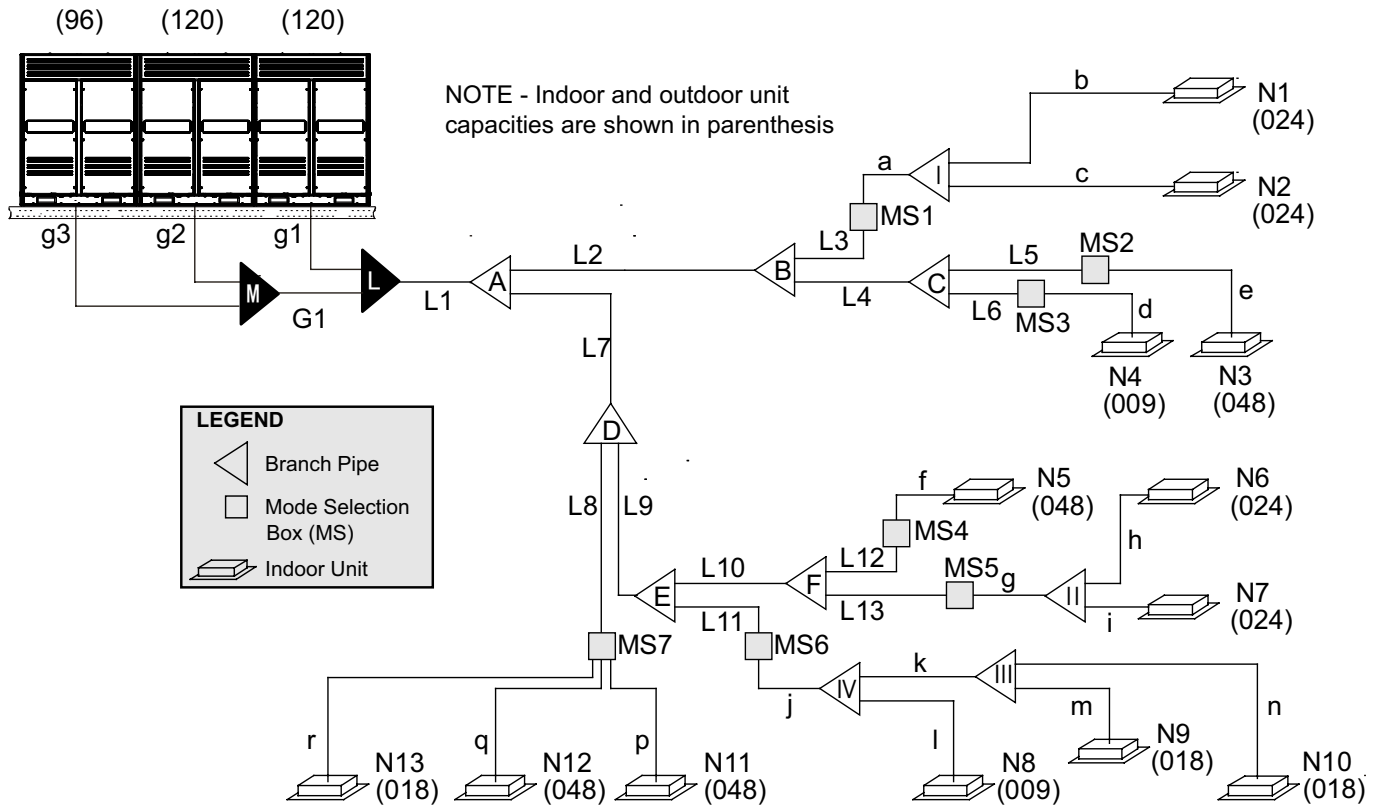 (96) (120) (120)
NOTE - Indoor and outdoor unit
capacities are shown in parenthesis
g3 g2 g1
M
L
G1
L1
A
L2
L7
B
L3
L4
MS1
a
I
b
c
N1
(024)
N2
(024)
C
L5
MS2
L6
MS3
d
e
N4
(009)
N3
(048)
LEGEND
Branch Pipe
Mode Selection
Box (MS)
Indoor Unit
D
L8
L9
E
L10
L11
F
L12
L13
MS4
f
N5
(048)
MS5
g
II
h
i
N6
(024)
N7
(024)
MS7
MS6
j
IV
k
III
l
m
n
r
q
p
N13
(018)
N12
(048)
N11
(048)
N8
(009)
N9
(018)
N10
(018)